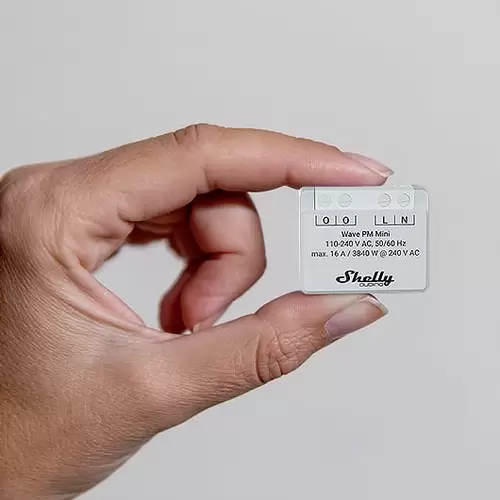 O O L N
Wave PM Mini
110-240 V AC, 50/60 Hz
max. 16 A / 3840 W @ 240 V AC
Shelly
Qubino